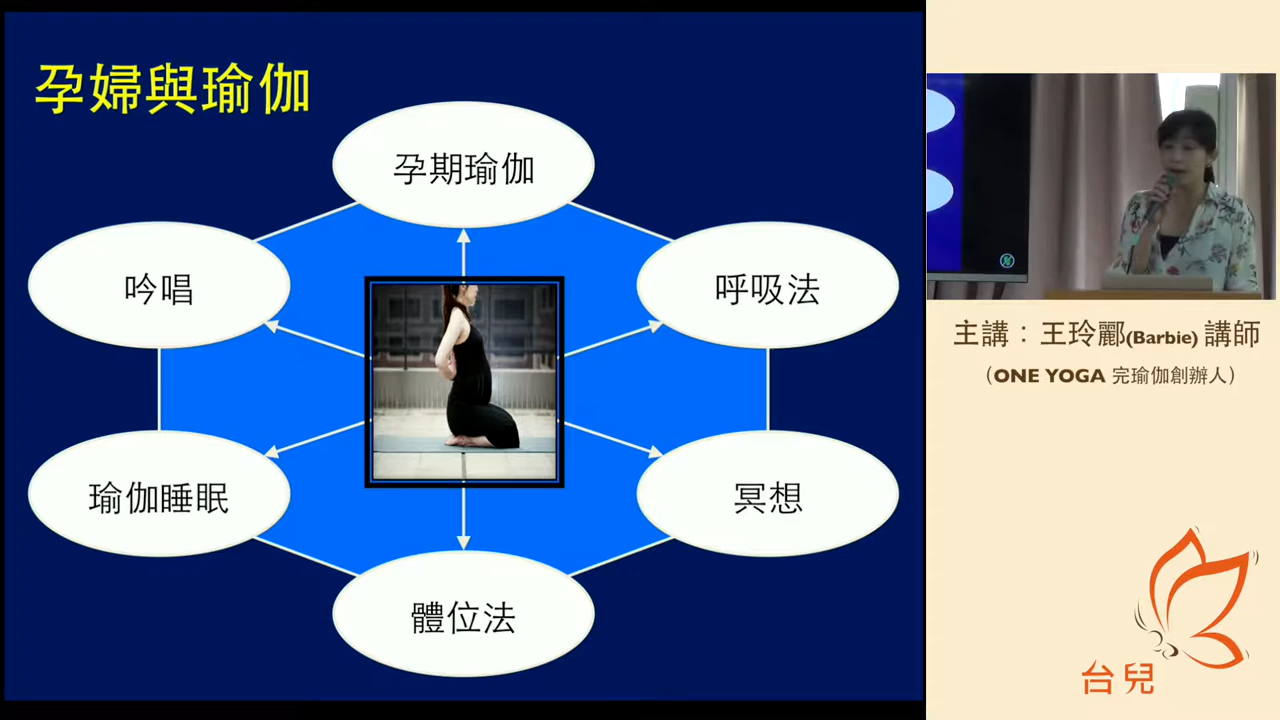 孕婦與瑜伽
孕期瑜伽
吟唱
呼吸法
瑜伽睡眠
冥想
體位法
主講：王玲酈(Barbie) 講師
（ONE YOGA 完瑜伽創辦人）
台兒